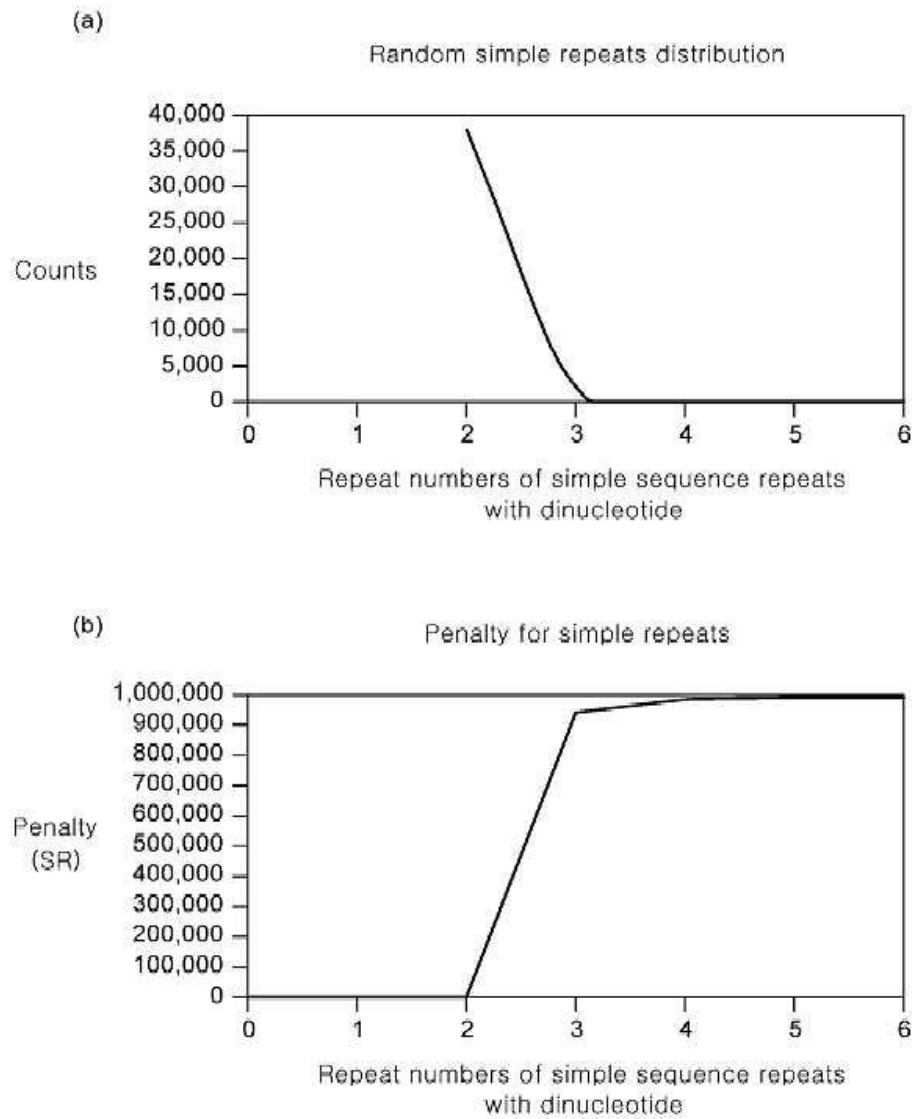 (a)
Random simple repeats distribution
40,000
35,000
30,000
25,000
20,000
15,000
10,000
5,000
0
Counts
0 1 2 3 4 5 6
Repeat numbers of simple sequence repeats
with dinucleotide
(b)
Penalty for simple repeats
1,000,000
900,000
800,000
700,000
600,000
500,000
400,000
300,000
200,000
100,000
0
Penalty
(SR)
0 1 2 3 4 5 6
Repeat numbers of simple sequence repeats
with dinucleotide